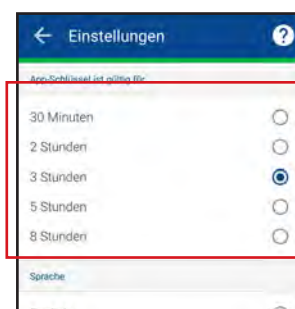 Einstellungen
?
App-Schlüssel ist gültig für
30 Minuten
2 Stunden
3 Stunden
5 Stunden
8 Stunden
Sprache